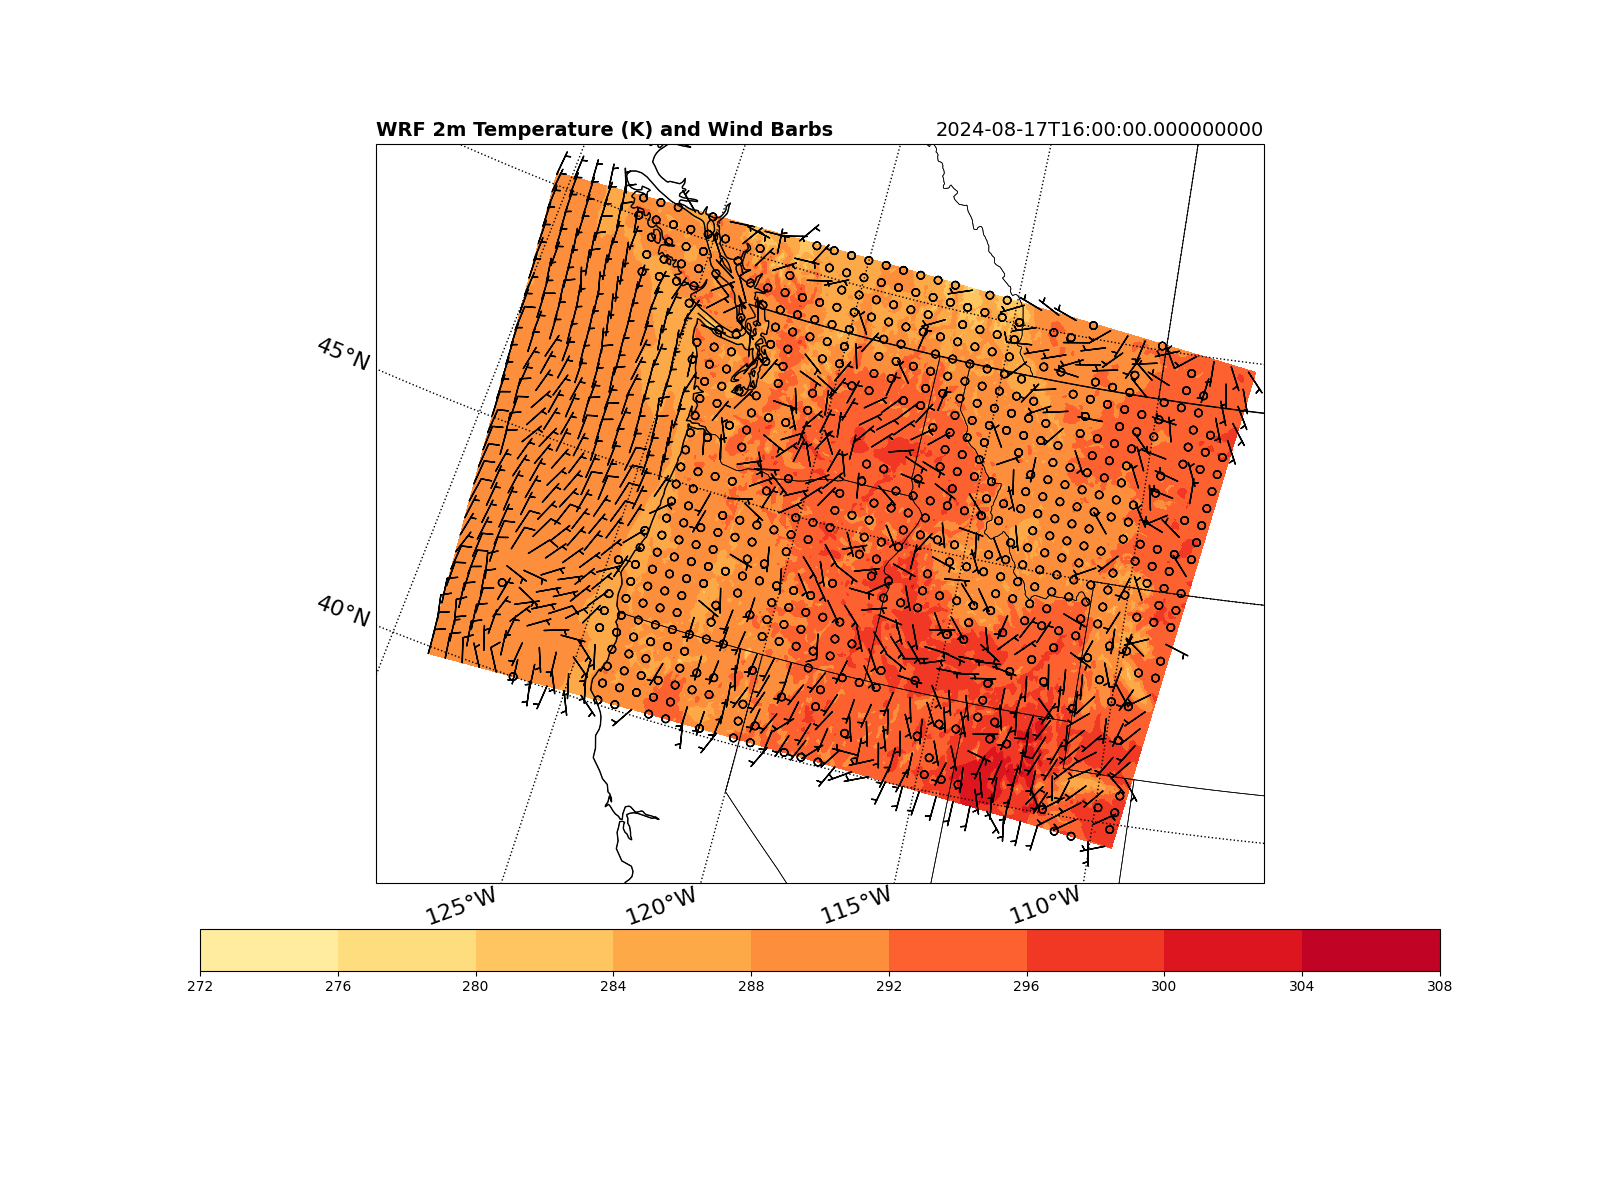 WRF 2m Temperature (K) and Wind Barbs 2024-08-17T16:00:00.000000000
45°N
40°N
125°W 120°W 115°W 110°W
272 276 280 284 288 292 296 300 304 308